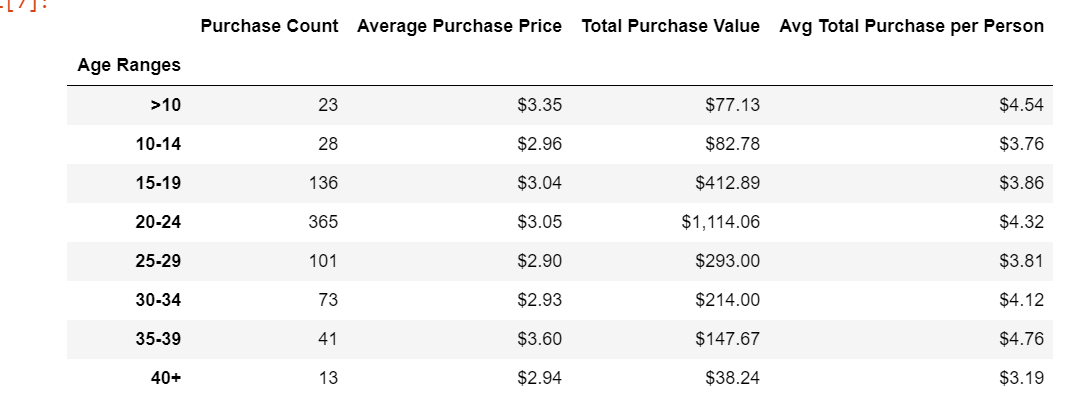 [7]:
Purchase Count Average Purchase Price Total Purchase Value Avg Total Purchase per Person
Age Ranges
>10 23 $3.35 $77.13 $4.54
10-14 28 $2.96 $82.78 $3.76
15-19 136 $3.04 $412.89 $3.86
20-24 365 $3.05 $1,114.06 $4.32
25-29 101 $2.90 $293.00 $3.81
30-34 73 $2.93 $214.00 $4.12
35-39 41 $3.60 $147.67 $4.76
40+ 13 $2.94 $38.24 $3.19